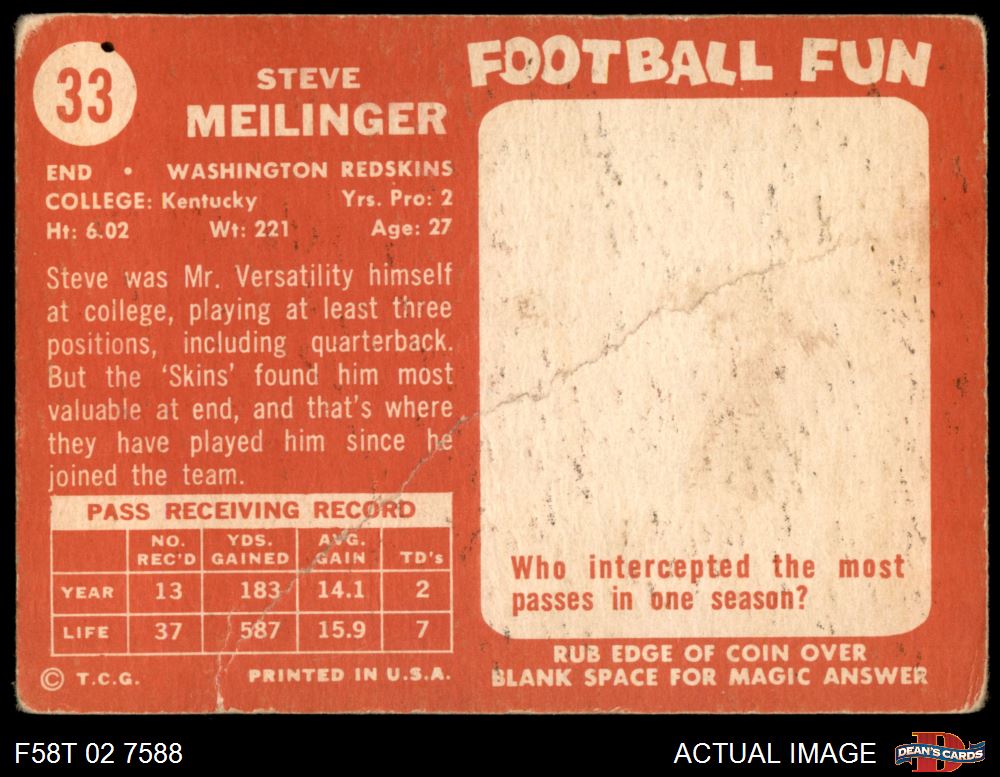 33
STEVE
MEILINGER
END • WASHINGTON REDSKINS
COLLEGE: Kentucky Yrs. Pro: 2
Ht: 6.02 Wt: 221 Age: 27
Steve was Mr. Versatility himself
at college, playing at least three
positions, including quarterback.
But the 'Skins' found him most
valuable at end, and that's where
they have played him since he
joined the team.
PASS RECEIVING RECORD
NO. REC'D YDS. GAINED AVG. GAIN TD's
YEAR 13 183 14.1 2
LIFE 37 587 15.9 7
© T.C.G. PRINTED IN U.S.A.
FOOTBALL FUN
Who intercepted the most
passes in one season?
RUB EDGE OF COIN OVER
BLANK SPACE FOR MAGIC ANSWER
F58T 02 7588
ACTUAL IMAGE
D
DEAN'S CARDS